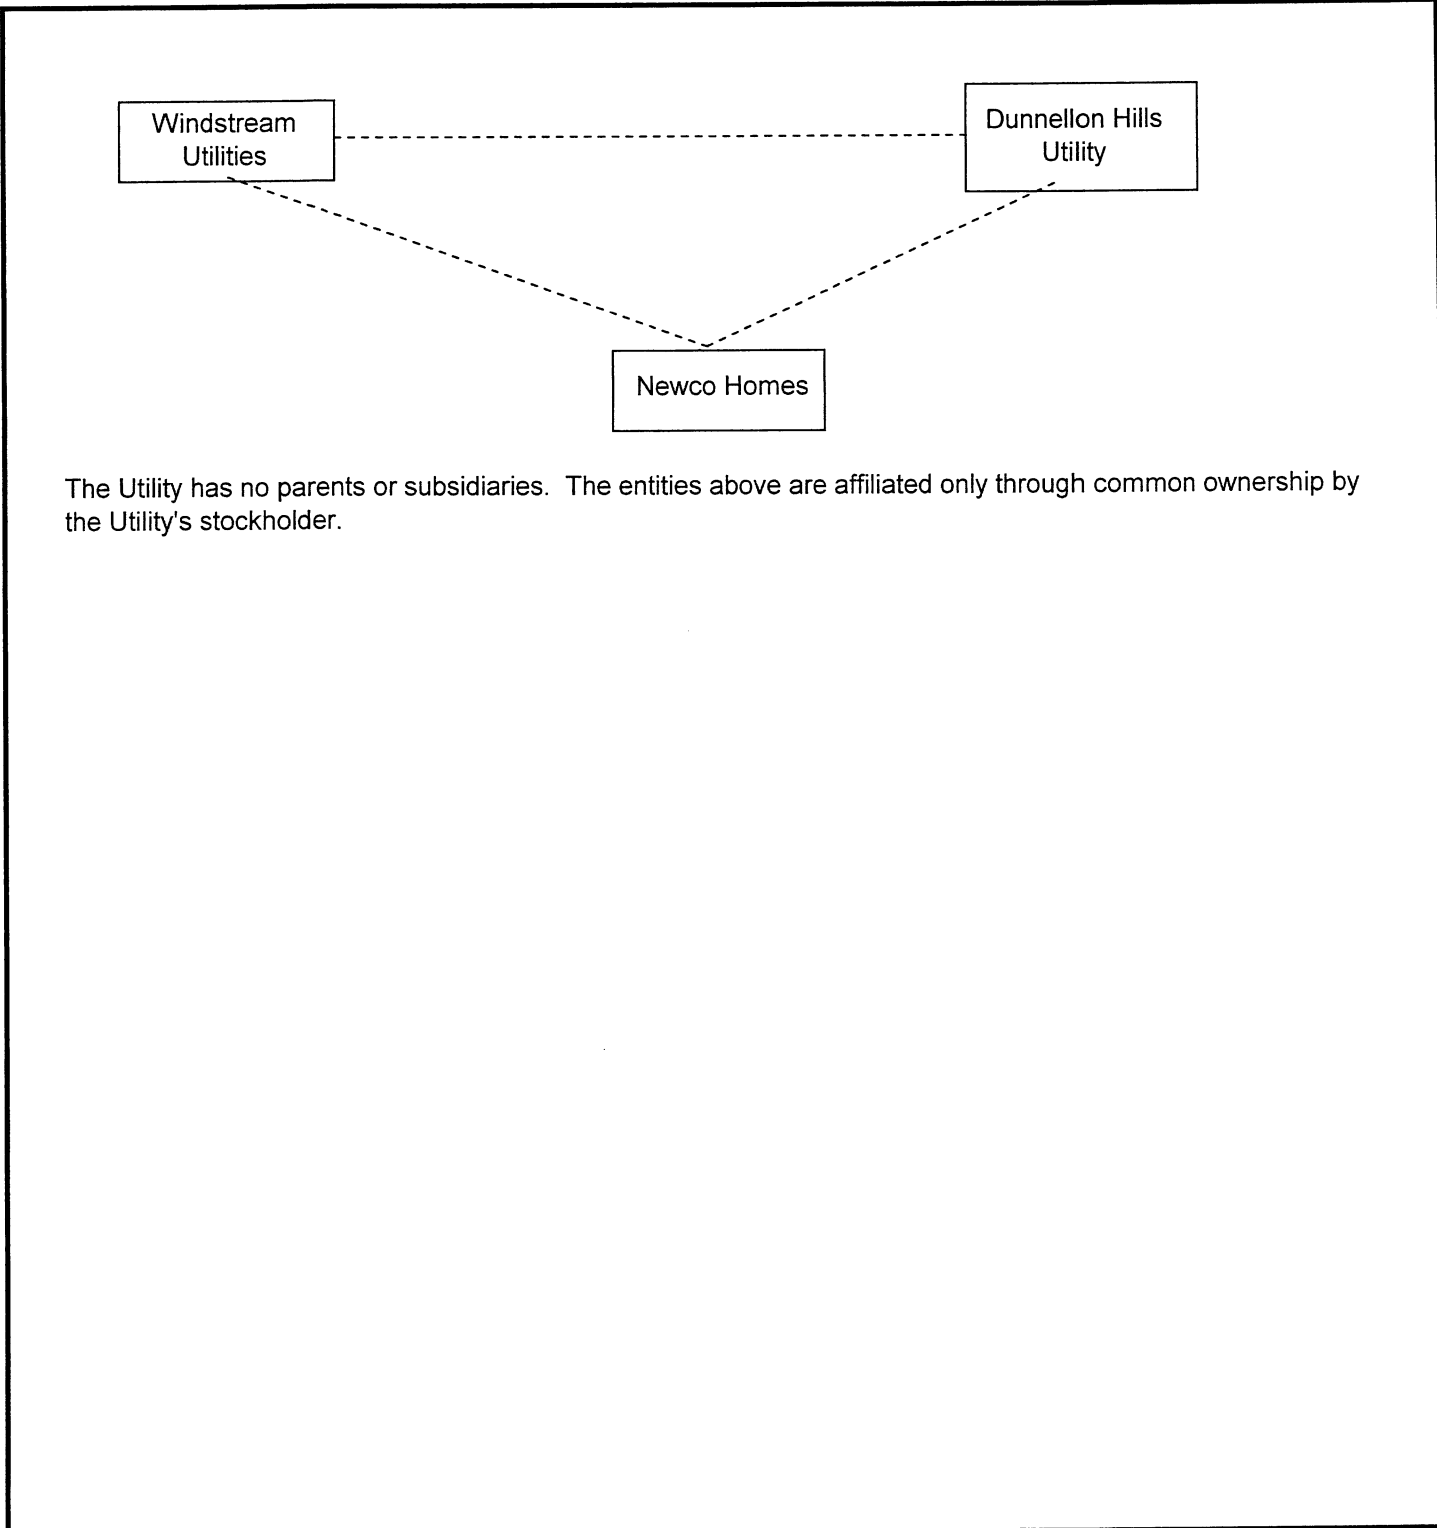 Windstream
Utilities
Dunnellon Hills
Utility
Newco Homes
The Utility has no parents or subsidiaries.  The entities above are affiliated only through common ownership by
the Utility's stockholder.